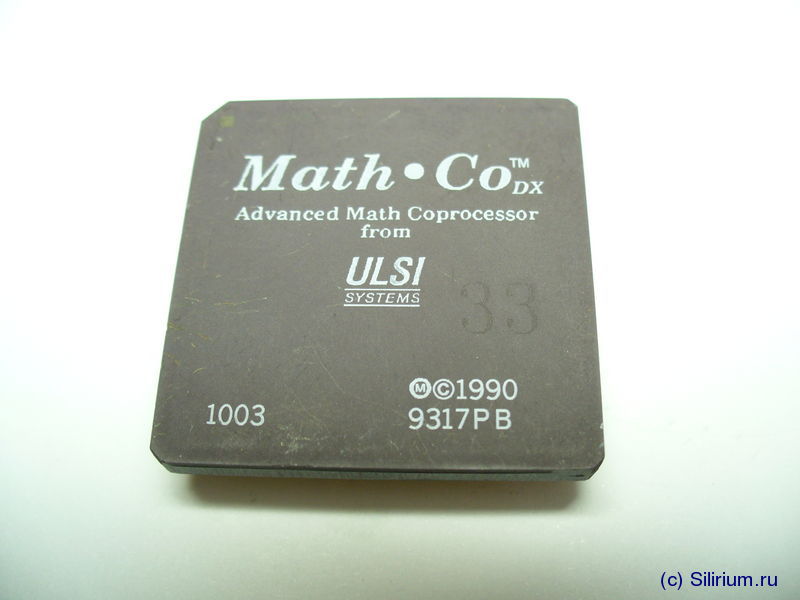 Math•Co™DX
Advanced Math Coprocessor
from
ULSI
SYSTEMS
33
Ⓜ©1990
1003 9317PB
(c) Silirium.ru